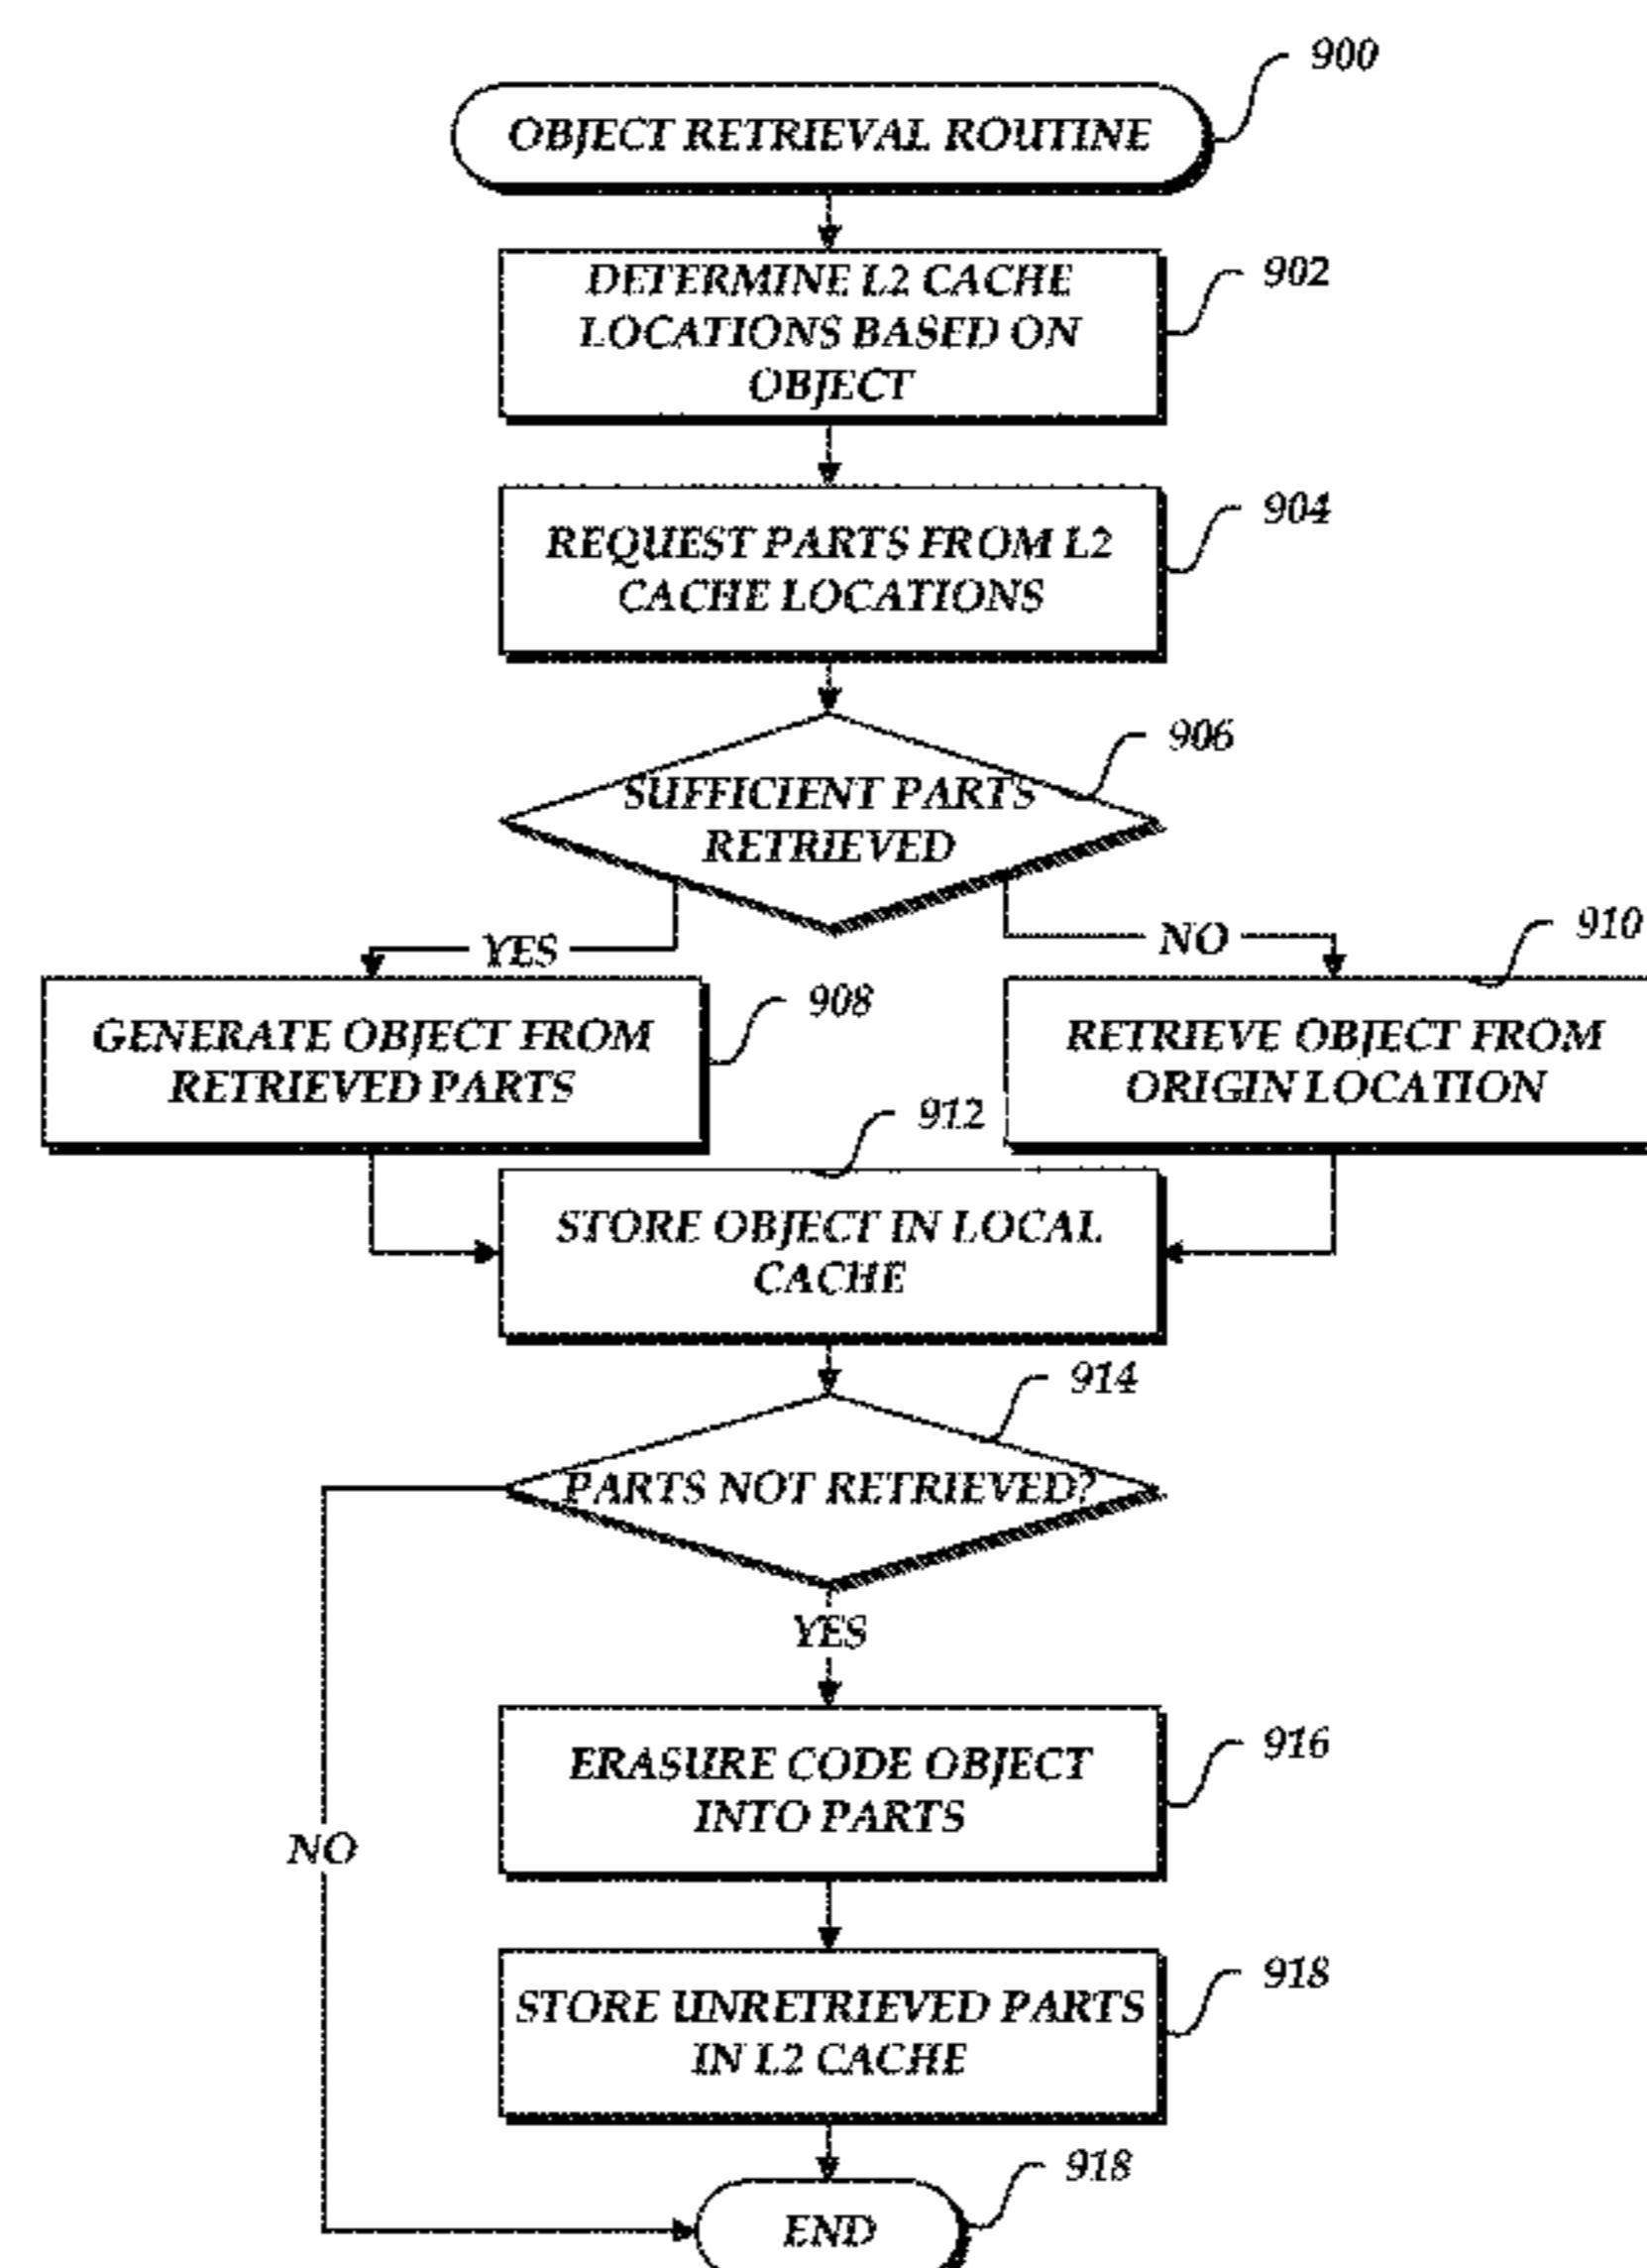 900
OBJECT RETRIEVAL ROUTINE
902
DETERMINE L2 CACHE
LOCATIONS BASED ON
OBJECT
904
REQUEST PARTS FROM L2
CACHE LOCATIONS
906
SUFFICIENT PARTS
RETRIEVED
YES
NO
910
908
GENERATE OBJECT FROM
RETRIEVED PARTS
RETRIEVE OBJECT FROM
ORIGIN LOCATION
912
STORE OBJECT IN LOCAL
CACHE
914
PARTS NOT RETRIEVED?
YES
916
ERASURE CODE OBJECT
INTO PARTS
NO
918
STORE UNRETRIEVED PARTS
IN L2 CACHE
918
END